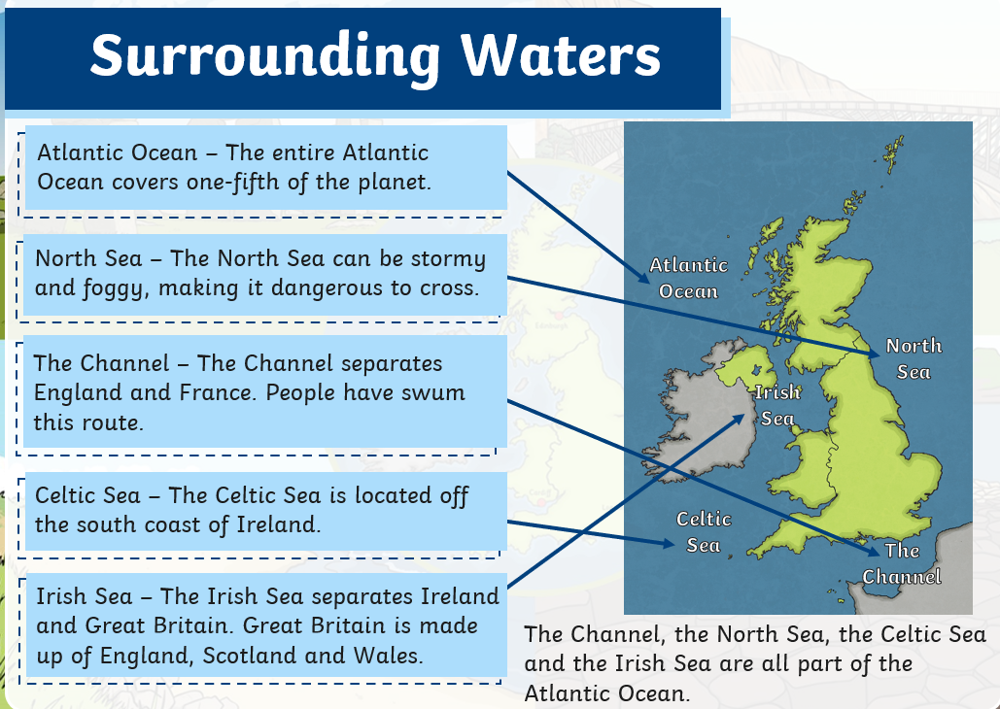 Surrounding Waters
Atlantic Ocean – The entire Atlantic
Ocean covers one-fifth of the planet.
North Sea – The North Sea can be stormy
and foggy, making it dangerous to cross.
The Channel – The Channel separates
England and France. People have swum
this route.
Celtic Sea – The Celtic Sea is located off
the south coast of Ireland.
Irish Sea – The Irish Sea separates Ireland
and Great Britain. Great Britain is made
up of England, Scotland and Wales.
Atlantic
Ocean
North
Sea
Irish
Sea
Celtic
Sea
The
Channel
The Channel, the North Sea, the Celtic Sea
and the Irish Sea are all part of the
Atlantic Ocean.